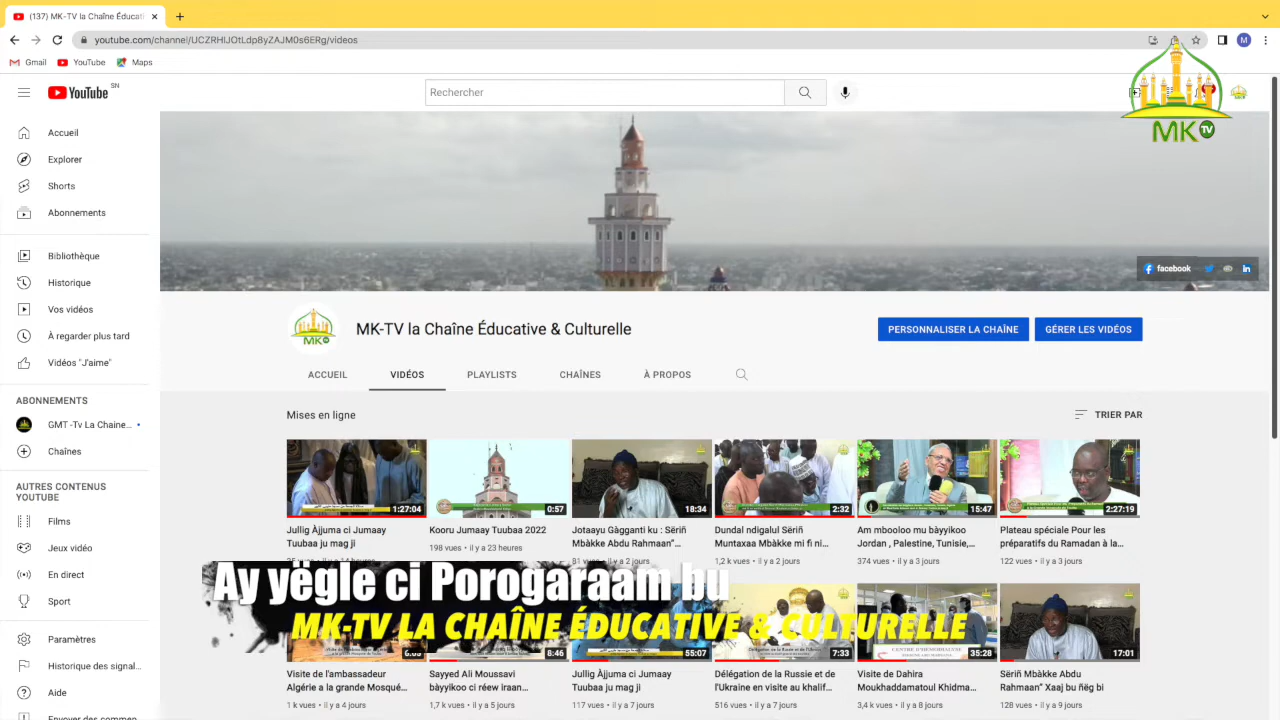 (137) MK-TV la Chaîne Éducati
youtube.com/channel/UCZRHIJOtLdp8yZAJM0s6ERg/videos
Gmail YouTube Maps
YouTube SN
Rechercher
M
MK TV
Accueil
Explorer
Shorts
Abonnements
Bibliothèque
Historique
Vos vidéos
À regarder plus tard
Vidéos "J'aime"
ABONNEMENTS
GMT -Tv La Chaine...
Chaînes
AUTRES CONTENUS
YOUTUBE
Films
Jeux vidéo
En direct
Sport
Paramètres
Historique des signal...
Aide
Envoyer des commen
facebook
MK-TV la Chaîne Éducative & Culturelle
PERSONNALISER LA CHAÎNE GÉRER LES VIDÉOS
ACCUEIL VIDÉOS PLAYLISTS CHAÎNES À PROPOS
Mises en ligne TRIER PAR
1:27:04 0:57 18:34 2:32 15:47 2:27:19
Jullig Àjjuma ci Jumaay
Tuubaa ju mag ji
Kooru Jumaay Tuubaa 2022
198 vues • il y a 23 heures
Jotaayu Gàgganti ku : Sëriñ
Mbàkke Abdu Rahmaan"...
81 vues • il y a 2 jours
Dundal ndigalul Sëriñ
Muntaxaa Mbàkke mi fi ni...
1,2 k vues • il y a 2 jours
Am mbooloo mu bàyyikoo
Jordan , Palestine, Tunisie,...
374 vues • il y a 3 jours
Plateau spéciale Pour les
préparatifs du Ramadan à la...
122 vues • il y a 3 jours
Ay yégle ci Porogaraam bu
MK-TV LA CHAÎNE ÉDUCATIVE & CULTURELLE
8:46 55:07 7:33 35:28 17:01
Visite de l'ambassadeur
Algérie a la grande Mosqué...
1 k vues • il y a 4 jours
Sayyed Ali Moussavi
bàyyikoo ci réew iraan...
1,7 k vues • il y a 5 jours
Jullig Àjjuma ci Jumaay
Tuubaa ju mag ji
117 vues • il y a 7 jours
Délégation de la Russie et de
l'Ukraine en visite au khalif...
516 vues • il y a 7 jours
Visite de Dahira
Moukhaddamatoul Khidma...
3,4 k vues • il y a 8 jours
Sëriñ Mbàkke Abdu
Rahmaan" Xaaj bu ñëg bi
128 vues • il y a 9 jours